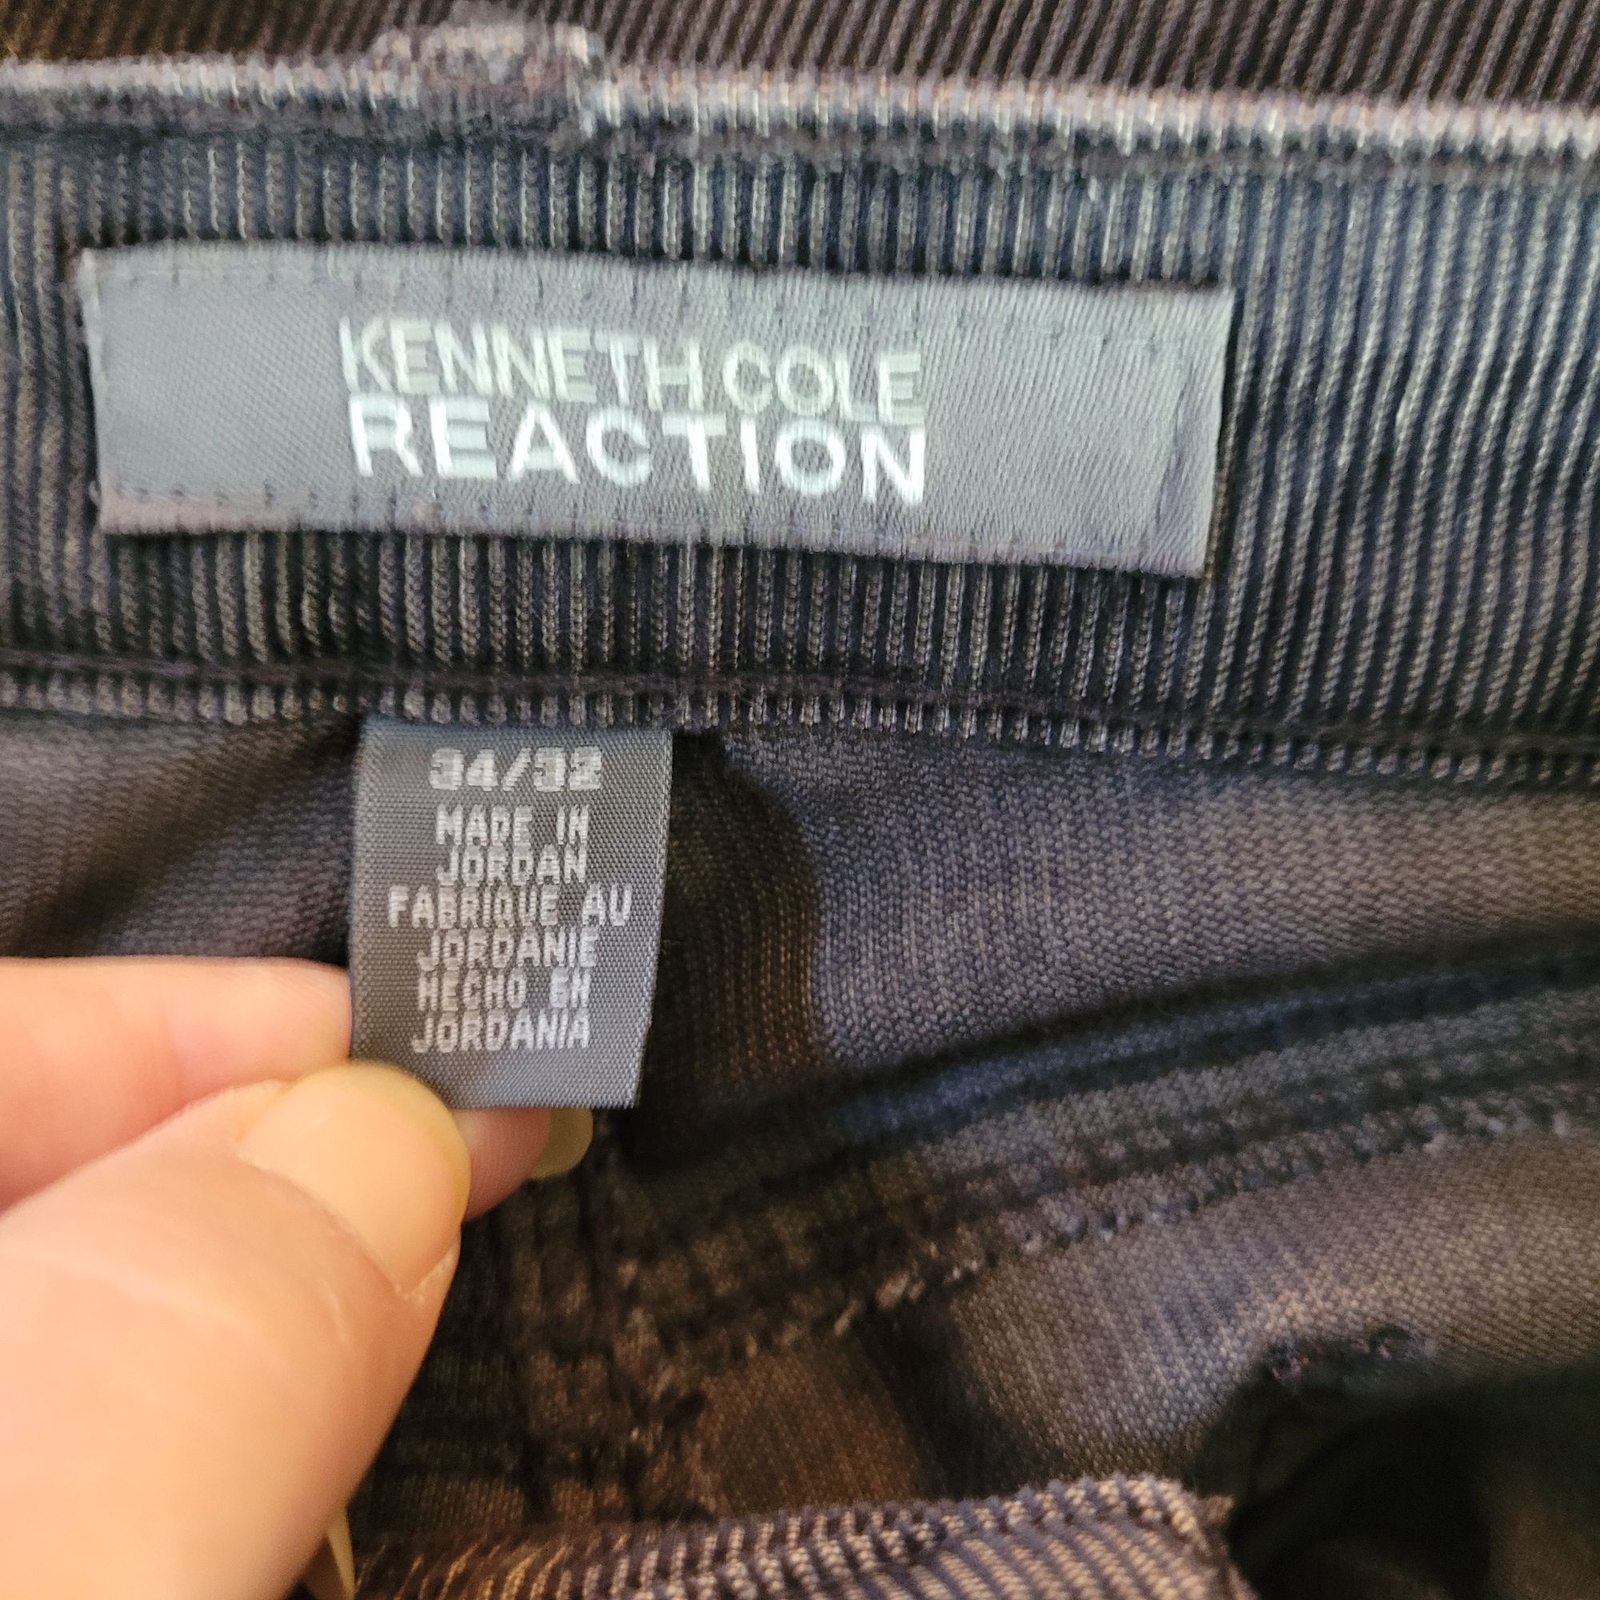 KENNETH COLE
REACTION
34/32
MADE IN
JORDAN
FABRIQUE AU
JORDANIE
HECHO EN
JORDANIA